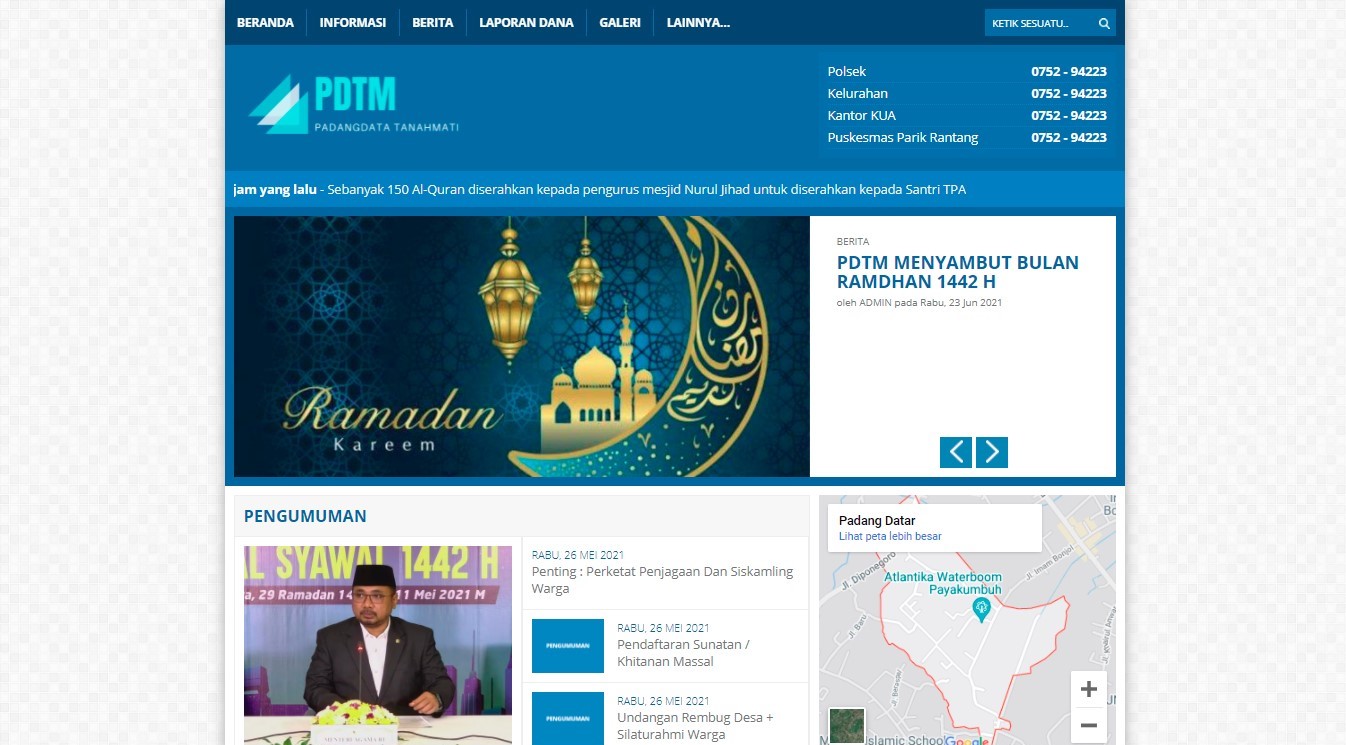 BERANDA
INFORMASI
BERITA
LAPORAN DANA
GALERI
LAINNYA...
KETIK SESUATU...
PDTM
PADANGDATA TANAHMATI
Polsek 0752 - 94223
Kelurahan 0752 - 94223
Kantor KUA 0752 - 94223
Puskesmas Parik Rantang 0752 - 94223
jam yang lalu - Sebanyak 150 Al-Quran diserahkan kepada pengurus mesjid Nurul Jihad untuk diserahkan kepada Santri TPA
رمضان
كريم
Ramadan
Kareem
BERITA
PDTM MENYAMBUT BULAN
RAMDHAN 1442 H
oleh ADMIN pada Rabu, 23 Jun 2021
PENGUMUMAN
AL SYAWAL 1442 H
a, 29 Ramadan 14 11 Mei 2021 M
RABU, 26 MEI 2021
Penting : Perketat Penjagaan Dan Siskamling
Warga
PENGUMUMAN
RABU, 26 MEI 2021
Pendaftaran Sunatan /
Khitanan Massal
PENGUMUMAN
RABU, 26 MEI 2021
Undangan Rembug Desa +
Silaturahmi Warga
Padang Datar
Lihat peta lebih besar
Jl. Diponegoro
Jl. Imam Bonjol
Atlantika Waterboom
Payakumbuh
Jl. Baru
Islamic School
Google